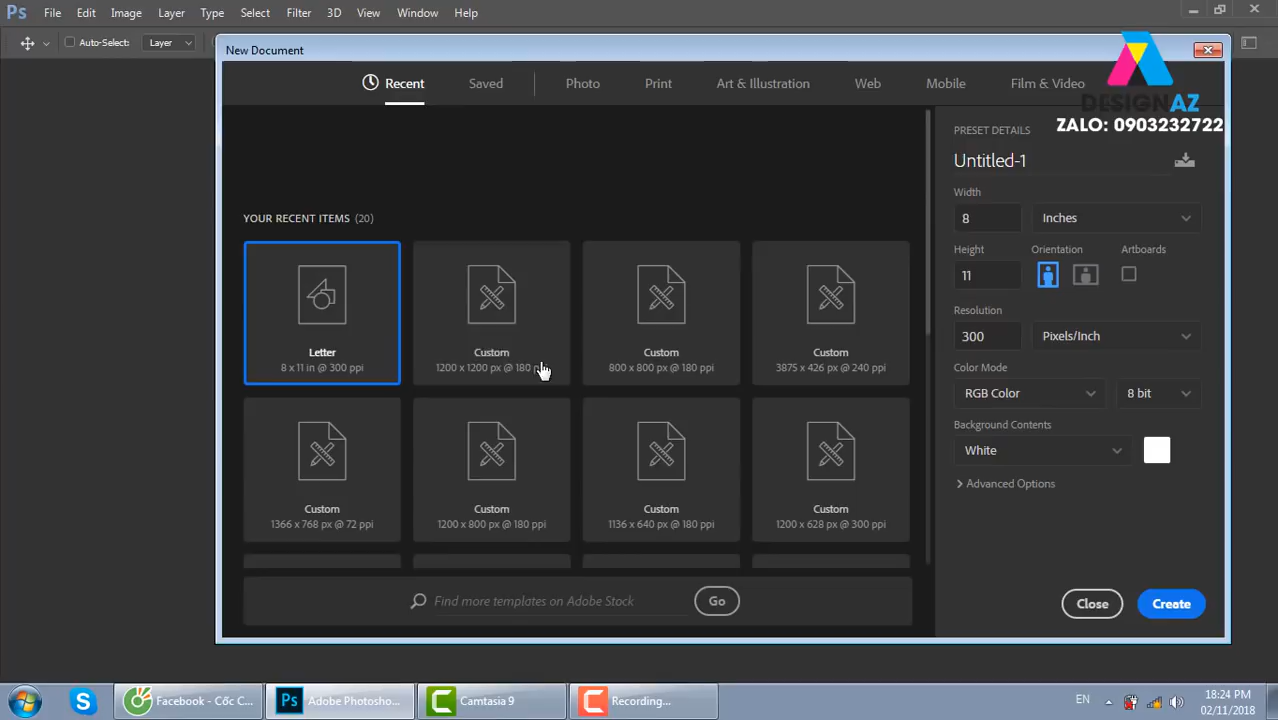 Ps File Edit Image Layer Type Select Filter 3D View Window Help
Auto-Select: Layer
New Document
Recent Saved Photo Print Art & Illustration Web Mobile Film & Video
DESIGNAZ
ZALO: 0903232722
PRESET DETAILS
Untitled-1
Width
8 Inches
Height Orientation Artboards
11
Resolution
300 Pixels/Inch
Color Mode
RGB Color 8 bit
Background Contents
White
Advanced Options
Close Create
YOUR RECENT ITEMS (20)
Letter
8 x 11 in @ 300 ppi
Custom
1200 x 1200 px @ 180
Custom
800 x 800 px @ 180 ppi
Custom
3875 x 426 px @ 240 ppi
Custom
1366 x 768 px @ 72 ppi
Custom
1200 x 800 px @ 180 ppi
Custom
1136 x 640 px @ 180 ppi
Custom
1200 x 628 px @ 300 ppi
Find more templates on Adobe Stock Go
Facebook - Cốc C...
Ps Adobe Photosho...
Camtasia 9
Recording...
EN
18:24 PM
02/11/2018